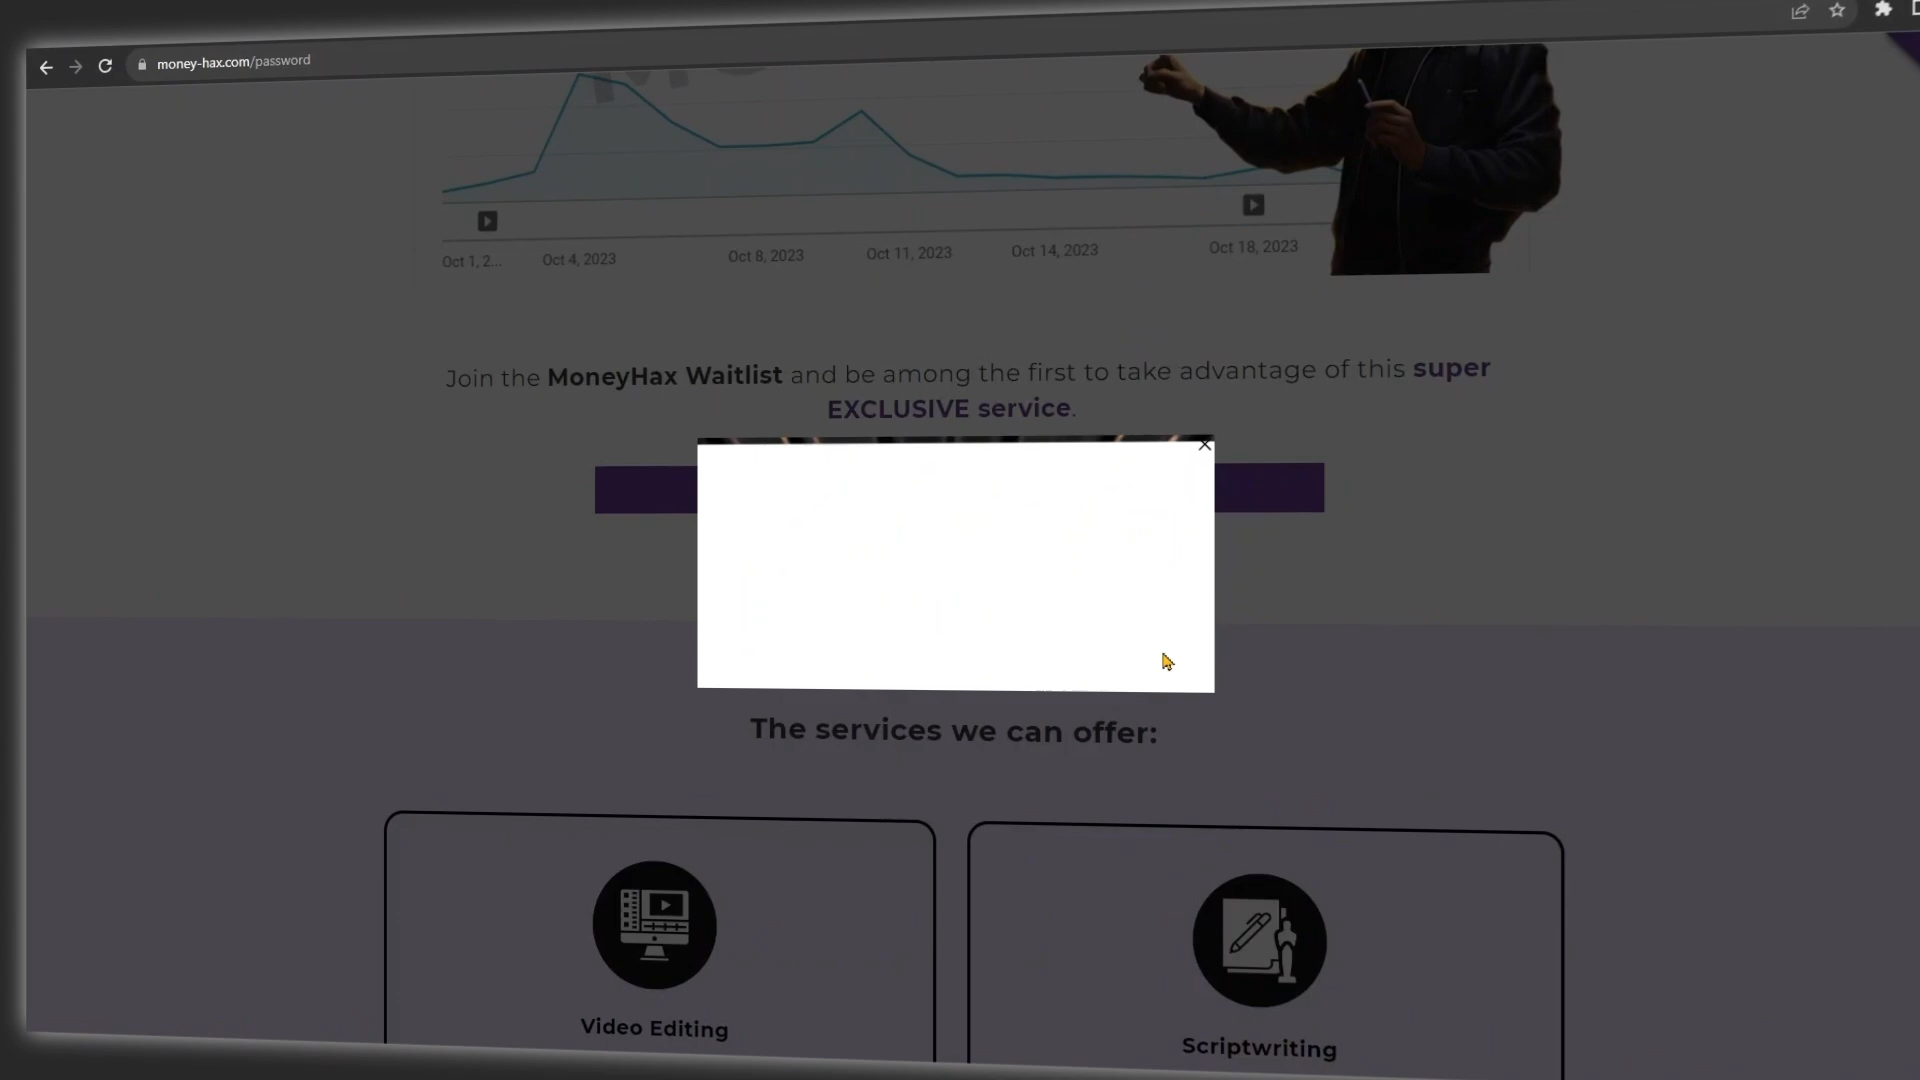 money-hax.com/password
Oct 1, 2...
Oct 4, 2023
Oct 8, 2023
Oct 11, 2023
Oct 14, 2023
Oct 18, 2023
Join the MoneyHax Waitlist and be among the first to take advantage of this super
EXCLUSIVE service.
The services we can offer:
Video Editing
Scriptwriting